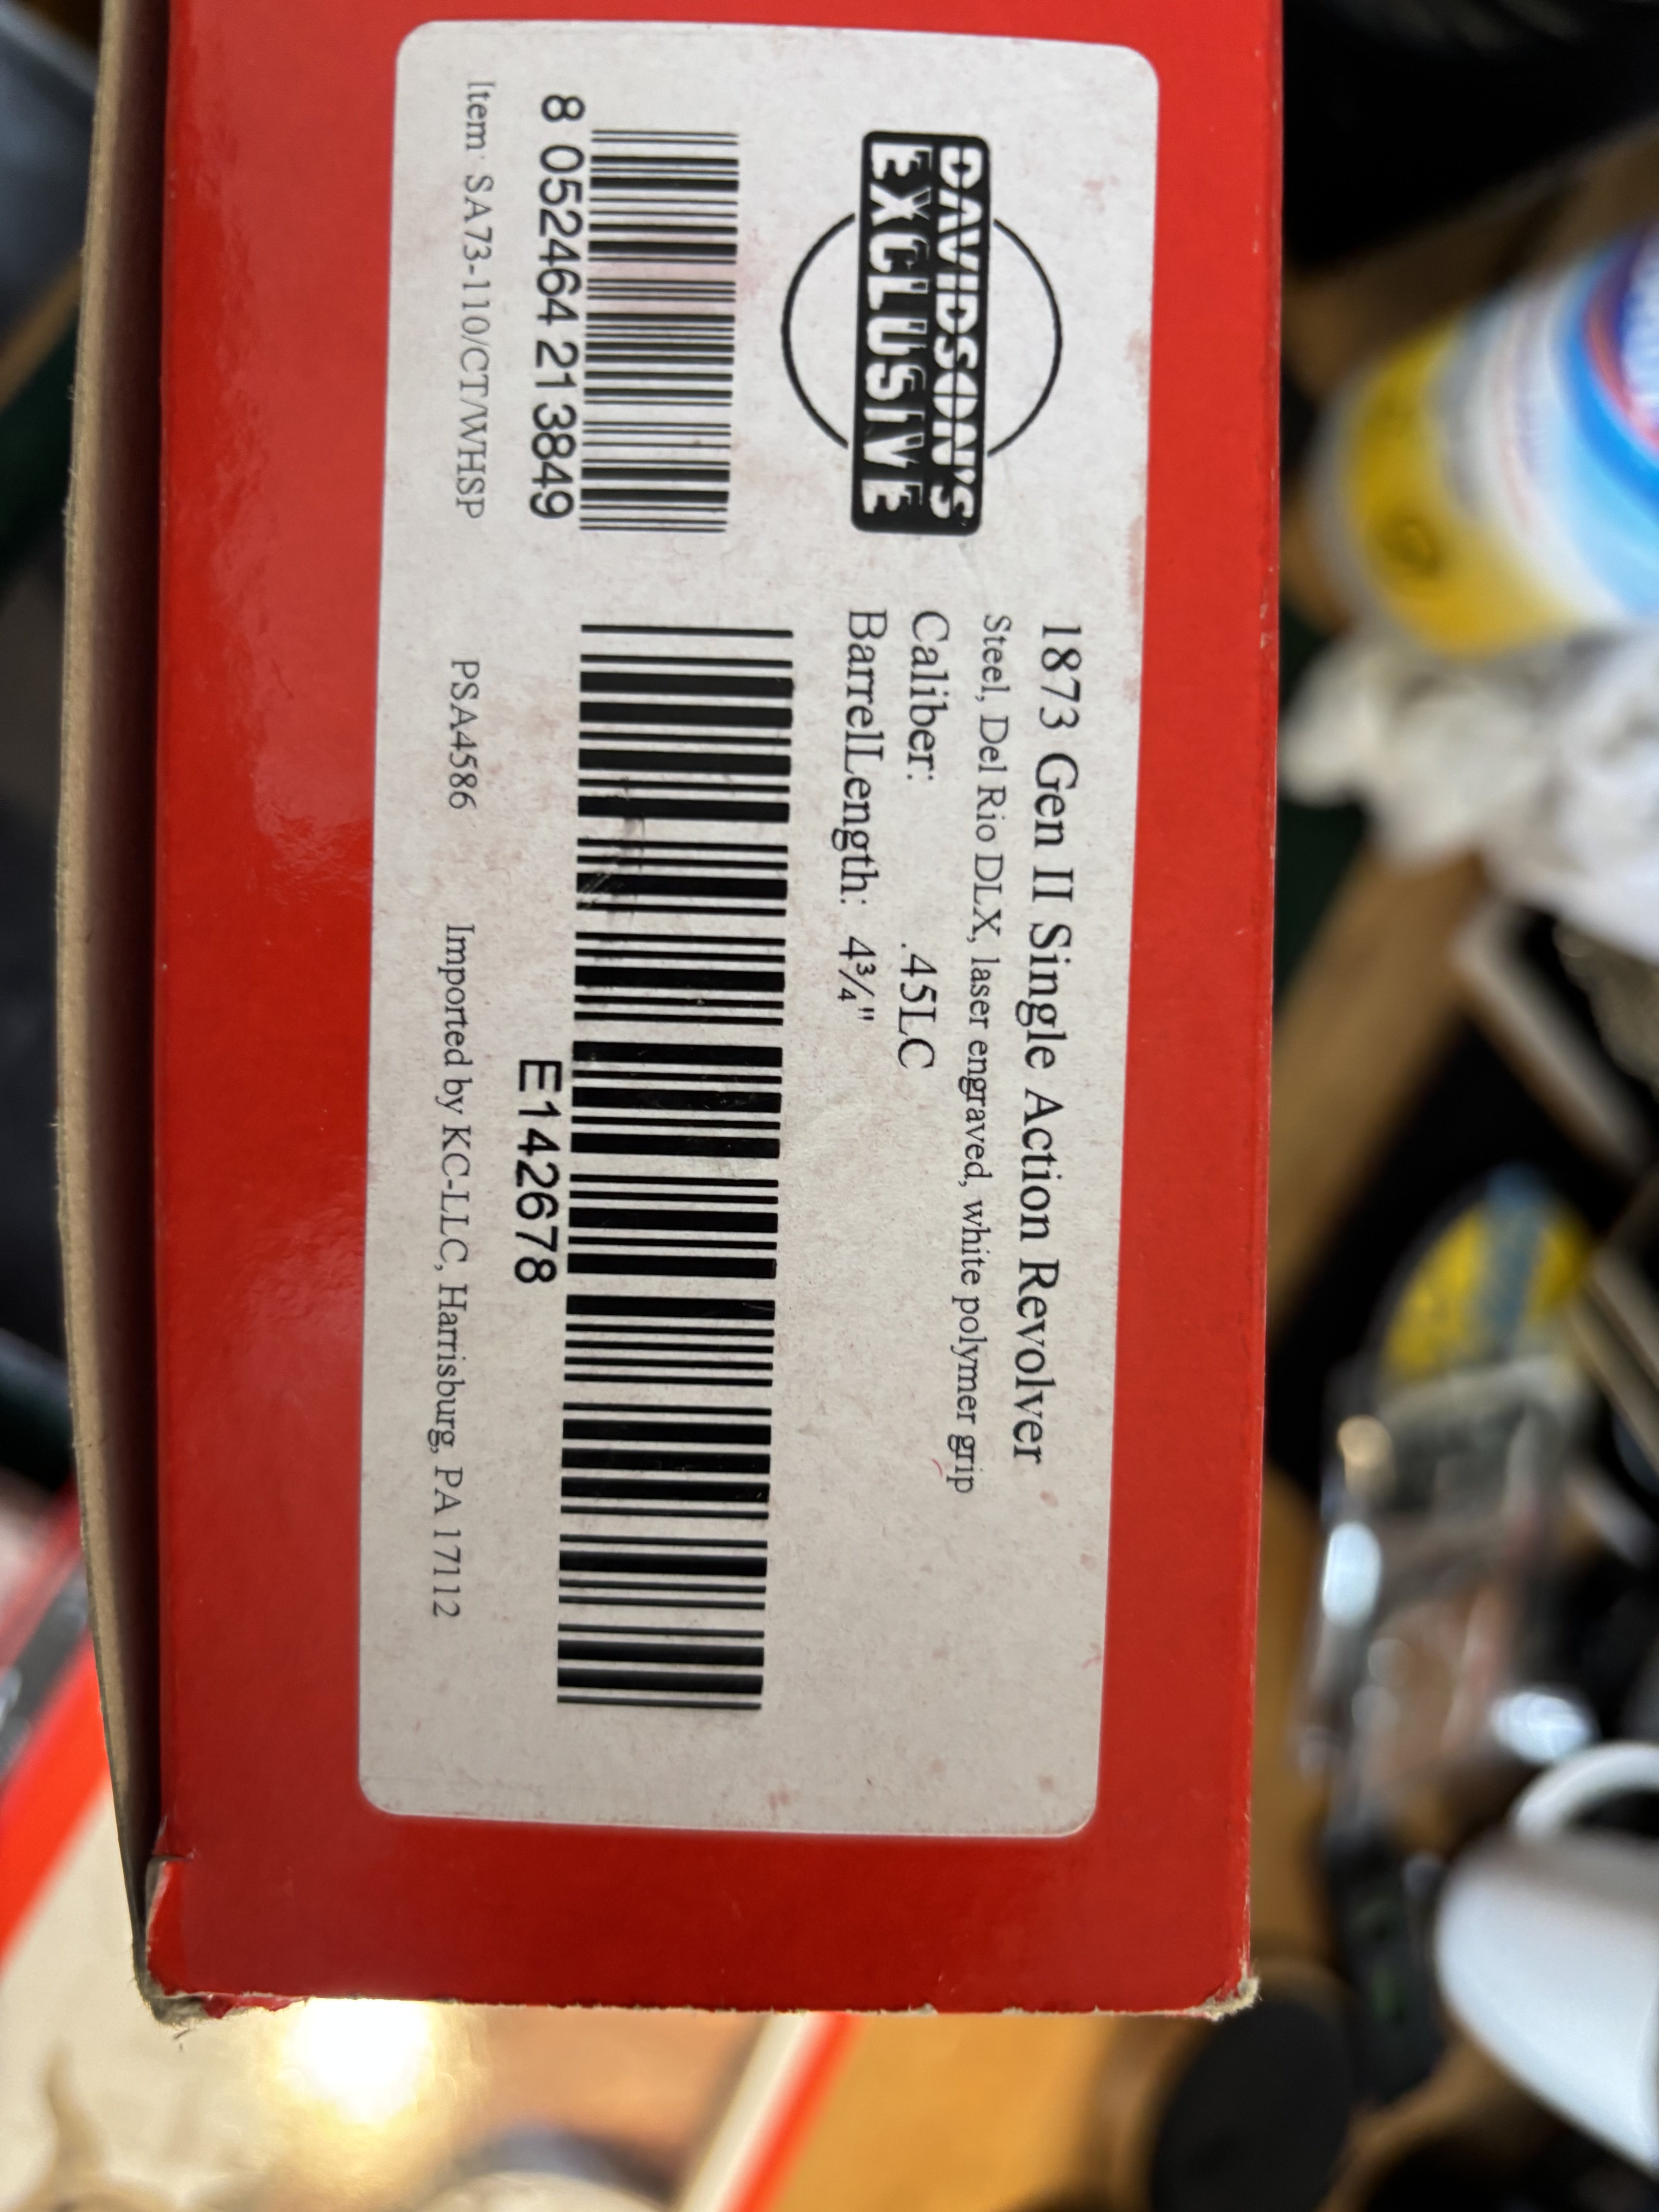 DAVIDSON'S
EXCLUSIVE
1873 Gen II Single Action Revolver
Steel, Del Rio DLX, laser engraved, white polymer grip
Caliber: .45LC
BarrelLength: 4¾"
8 052464 213849
E142678
Item: SA73-110/CT/WHSP PSA4586 Imported by KC-LLC, Harrisburg, PA 17112